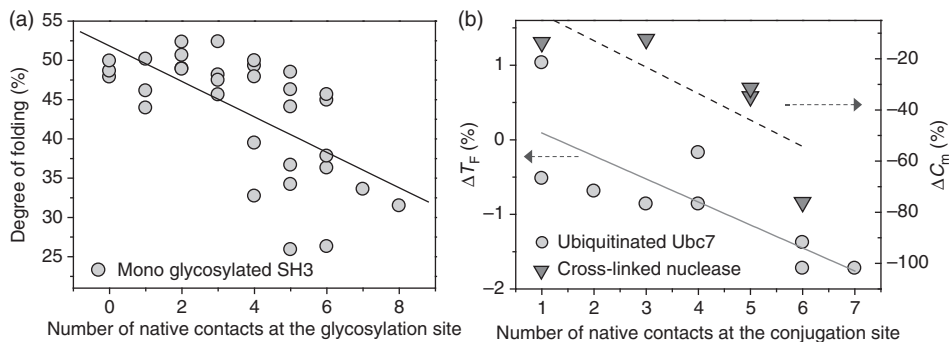 (a)
55
50
45
40
35
30
25
Degree of folding (%)
Mono glycosylated SH3
0 2 4 6 8
Number of native contacts at the glycosylation site
(b)
1
0
−1
−2
ΔT_F (%)
−20
−40
−60
−80
−100
ΔC_m (%)
Ubiquitinated Ubc7
Cross-linked nuclease
1 2 3 4 5 6 7
Number of native contacts at the conjugation site